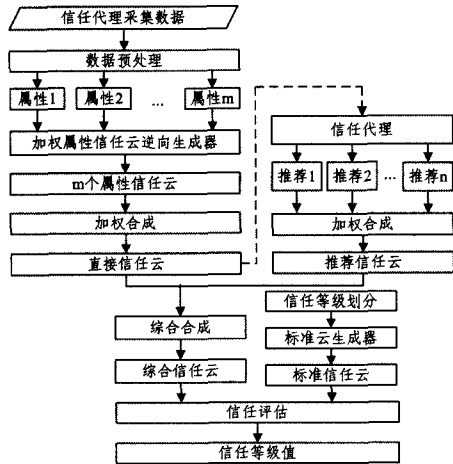 信任代理采集数据
数据预处理
属性1 属性2 ... 属性m
加权属性信任云逆向生成器
m个属性信任云
加权合成
直接信任云
信任代理
推荐1 推荐2 ... 推荐n
加权合成
推荐信任云
综合合成
综合信任云
信任等级划分
标准云生成器
标准信任云
信任评估
信任等级值